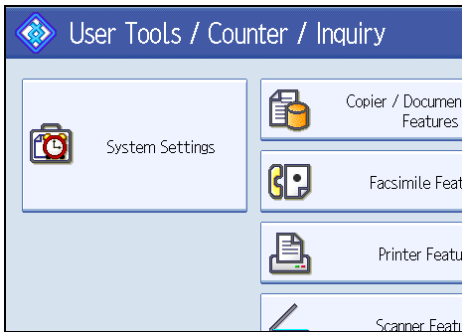 User Tools / Counter / Inquiry
System Settings
Copier / Documen
Features
Facsimile Feat
Printer Featu
Scanner Featu